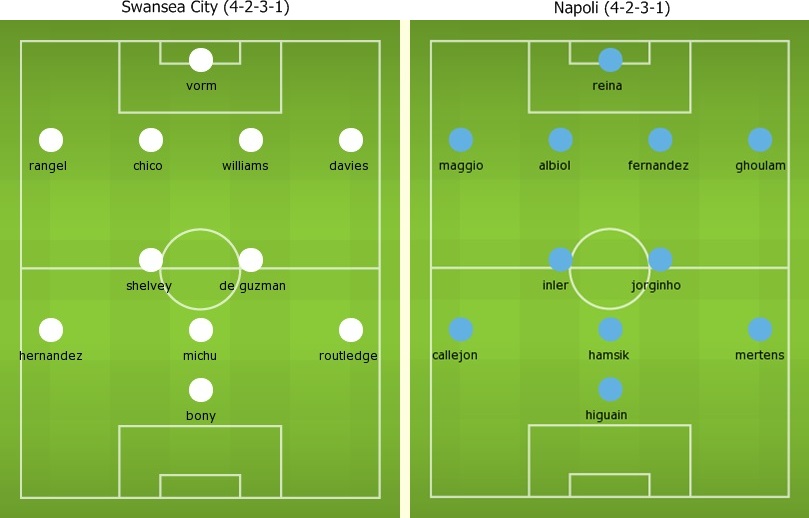 Swansea City (4-2-3-1)
vorm
rangel chico williams davies
shelvey de guzman
hernandez michu routledge
bony
Napoli (4-2-3-1)
reina
maggio albiol fernandez ghoulam
inler jorginho
callejon hamsik mertens
higuain